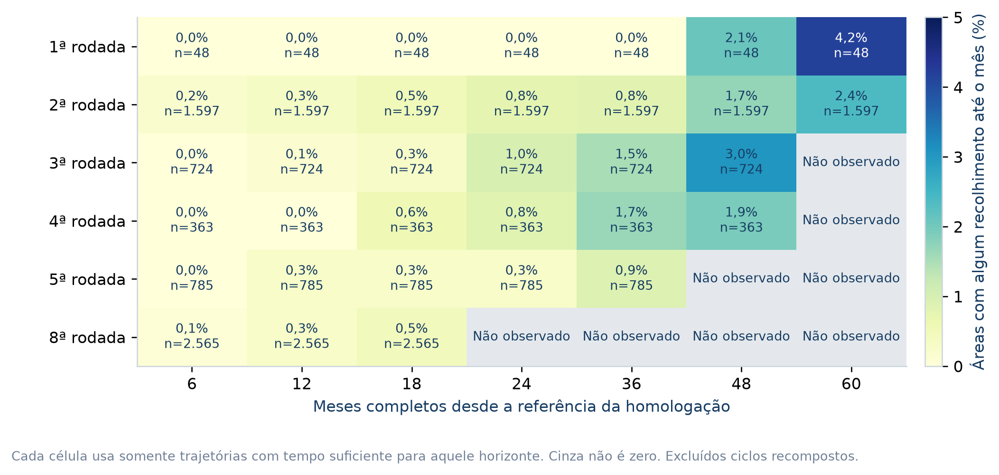 1ª rodada
0,0%
n=48
0,0%
n=48
0,0%
n=48
0,0%
n=48
0,0%
n=48
2,1%
n=48
4,2%
n=48
2ª rodada
0,2%
n=1.597
0,3%
n=1.597
0,5%
n=1.597
0,8%
n=1.597
0,8%
n=1.597
1,7%
n=1.597
2,4%
n=1.597
3ª rodada
0,0%
n=724
0,1%
n=724
0,3%
n=724
1,0%
n=724
1,5%
n=724
3,0%
n=724
Não observado
4ª rodada
0,0%
n=363
0,0%
n=363
0,6%
n=363
0,8%
n=363
1,7%
n=363
1,9%
n=363
Não observado
5ª rodada
0,0%
n=785
0,3%
n=785
0,3%
n=785
0,3%
n=785
0,9%
n=785
Não observado
Não observado
8ª rodada
0,1%
n=2.565
0,3%
n=2.565
0,5%
n=2.565
Não observado
Não observado
Não observado
Não observado
6
12
18
24
36
48
60
Meses completos desde a referência da homologação
5
4
3
2
1
0
Áreas com algum recolhimento até o mês (%)
Cada célula usa somente trajetórias com tempo suficiente para aquele horizonte. Cinza não é zero. Excluídos ciclos recompostos.